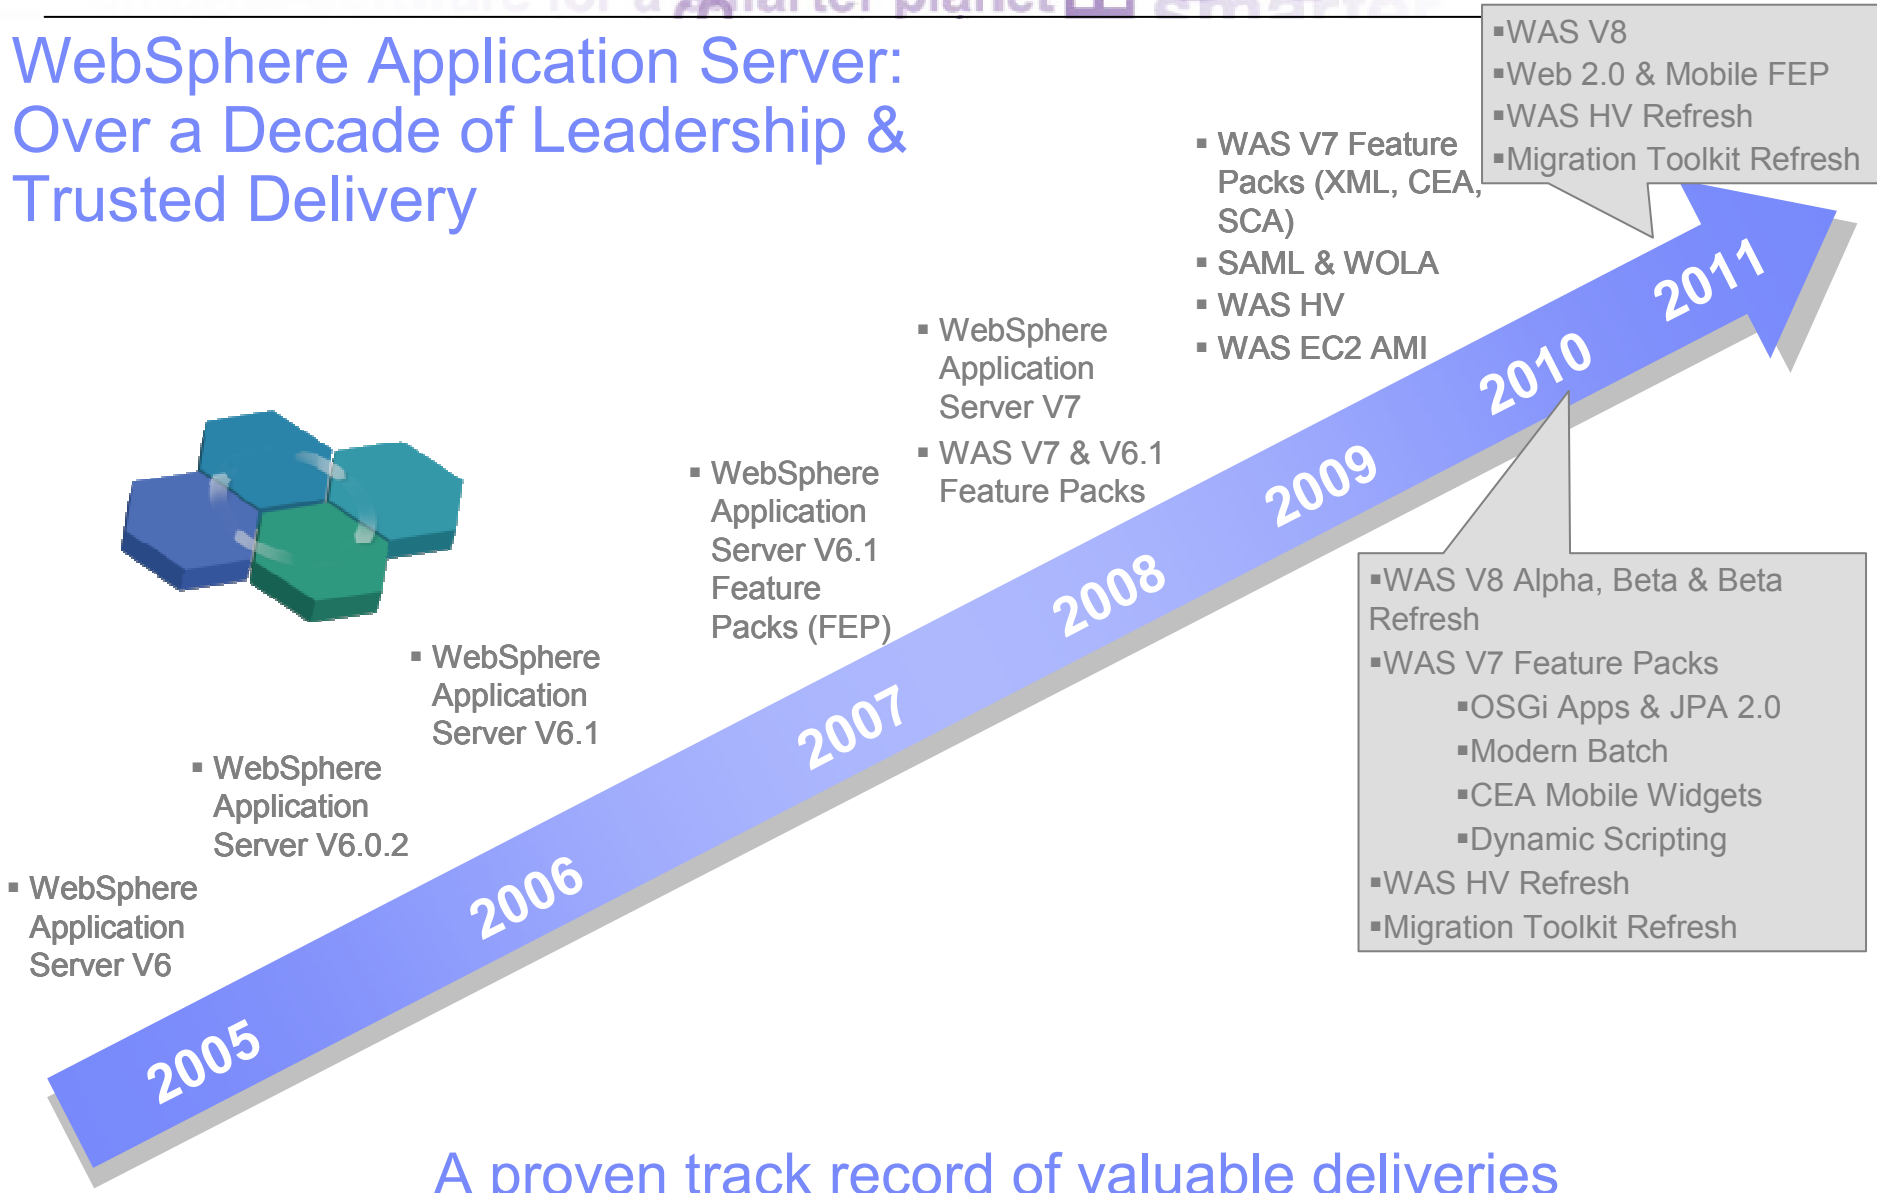 software for a smarter planet
smarter
WebSphere Application Server:
Over a Decade of Leadership &
Trusted Delivery
▪WAS V8
▪Web 2.0 & Mobile FEP
▪WAS HV Refresh
▪Migration Toolkit Refresh
▪ WAS V7 Feature
Packs (XML, CEA,
SCA)
▪ SAML & WOLA
▪ WAS HV
▪ WAS EC2 AMI
▪ WebSphere
Application
Server V7
▪ WAS V7 & V6.1
Feature Packs
▪ WebSphere
Application
Server V6.1
Feature
Packs (FEP)
▪ WebSphere
Application
Server V6.1
▪ WebSphere
Application
Server V6.0.2
▪ WebSphere
Application
Server V6
2005
2006
2007
2008
2009
2010
2011
▪WAS V8 Alpha, Beta & Beta
Refresh
▪WAS V7 Feature Packs
▪OSGi Apps & JPA 2.0
▪Modern Batch
▪CEA Mobile Widgets
▪Dynamic Scripting
▪WAS HV Refresh
▪Migration Toolkit Refresh
A proven track record of valuable deliveries